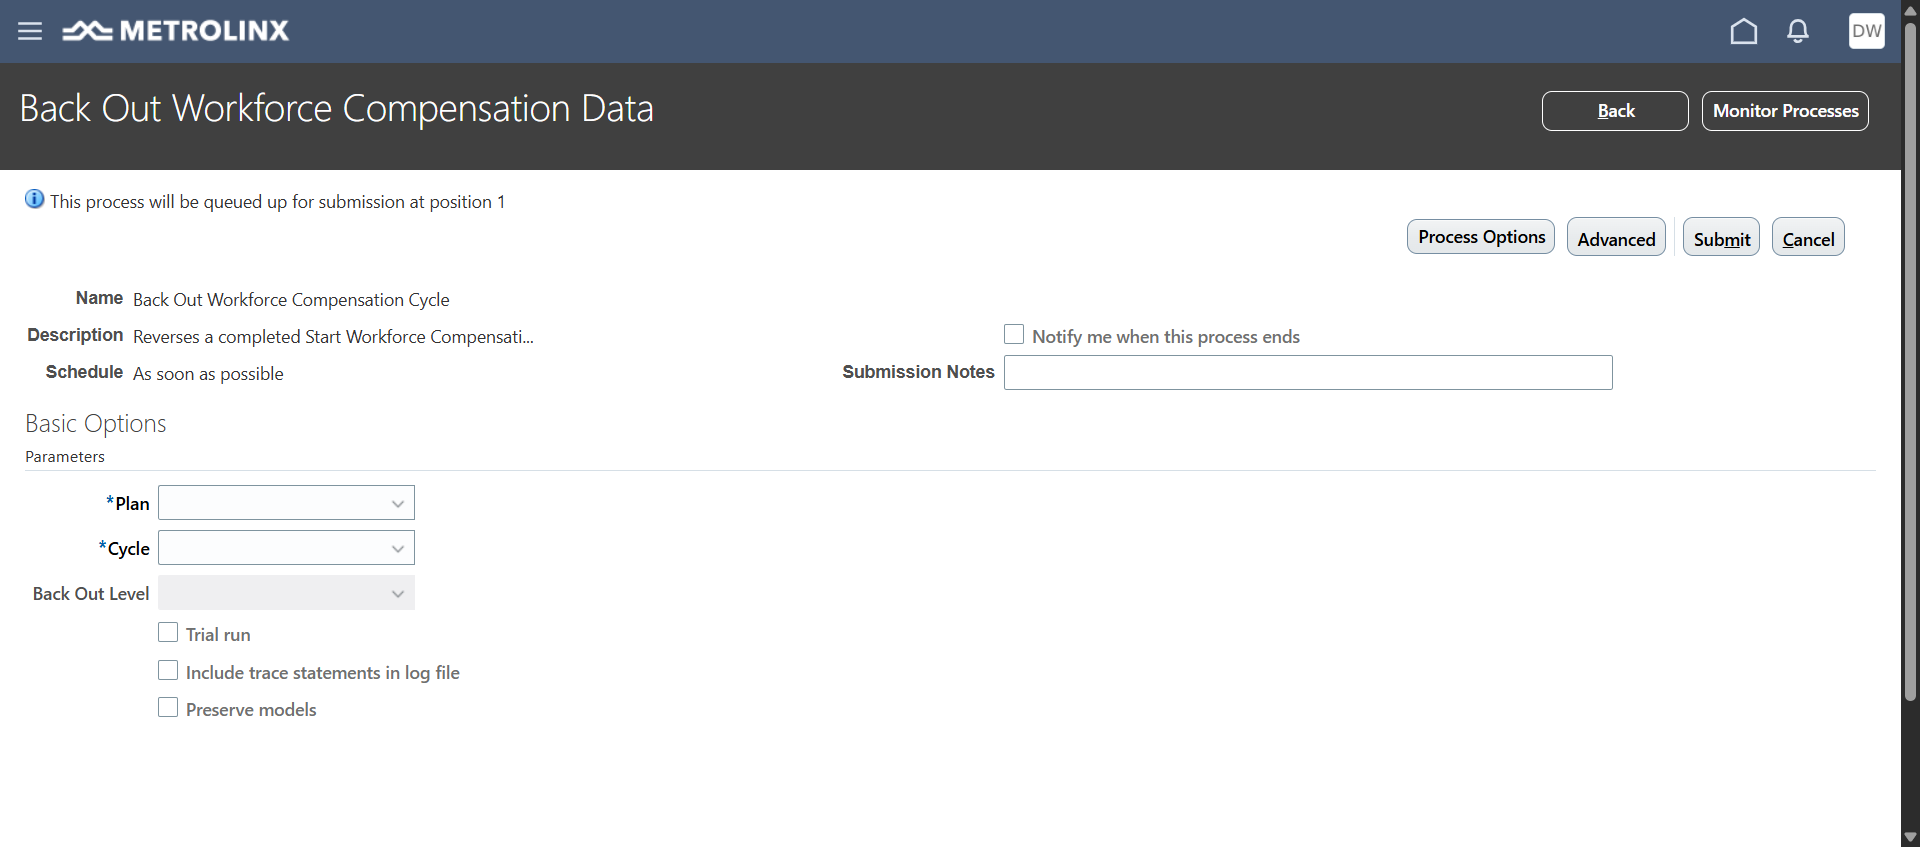 METROLINX
DW
Back Out Workforce Compensation Data
Back
Monitor Processes
This process will be queued up for submission at position 1
Process Options
Advanced
Submit
Cancel
Name Back Out Workforce Compensation Cycle
Description Reverses a completed Start Workforce Compensati...
Notify me when this process ends
Schedule As soon as possible
Submission Notes
Basic Options
Parameters
*Plan
*Cycle
Back Out Level
Trial run
Include trace statements in log file
Preserve models